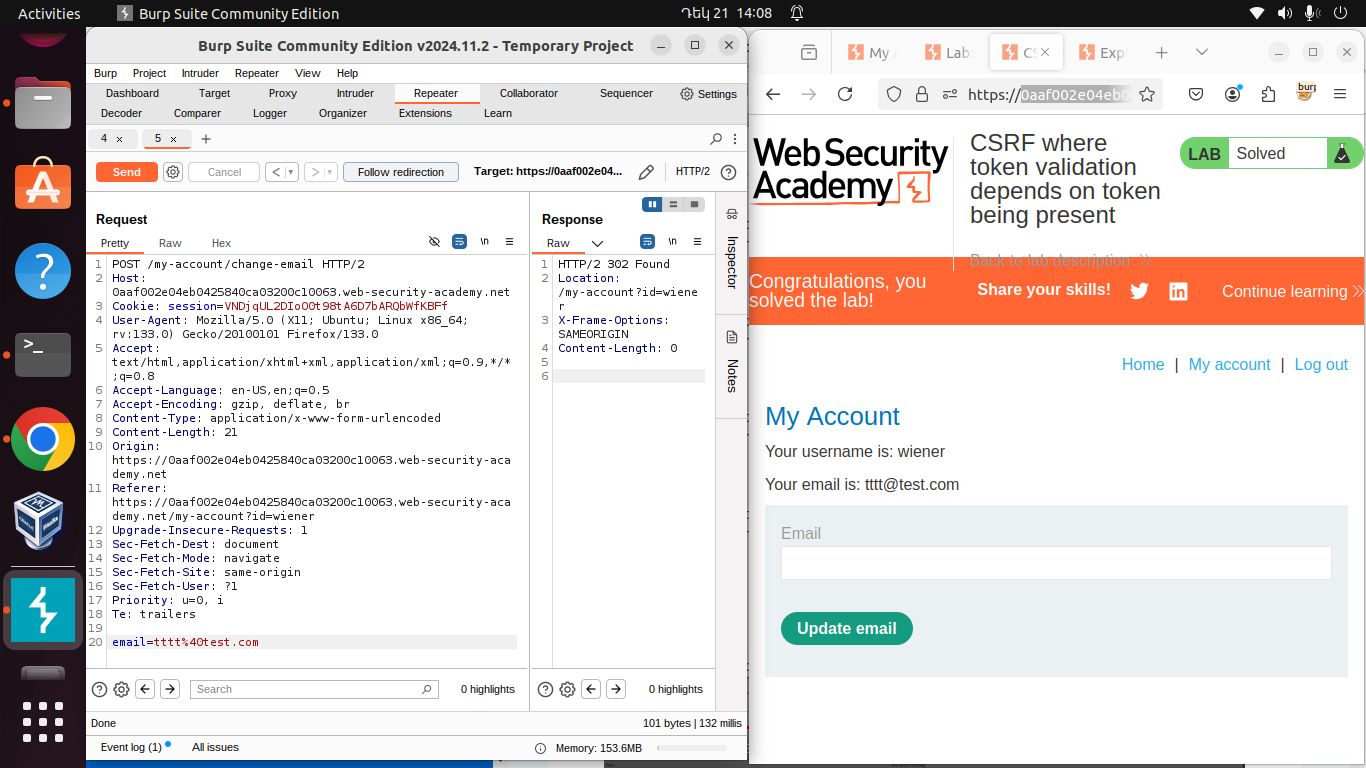 Activities
Burp Suite Community Edition
Դեկ 21 14:08
Burp Suite Community Edition v2024.11.2 - Temporary Project
Burp Project Intruder Repeater View Help
Dashboard Target Proxy Intruder Repeater Collaborator Sequencer Settings
Decoder Comparer Logger Organizer Extensions Learn
4 × 5 × +
Send Cancel < > Follow redirection Target: https://0aaf002e04... HTTP/2
Request
Pretty Raw Hex \n
1 POST /my-account/change-email HTTP/2
2 Host:
0aaf002e04eb0425840ca03200c10063.web-security-academy.net
3 Cookie: session=VNDjqUL2DIoO0t98tA6D7bARQbWfKBFf
4 User-Agent: Mozilla/5.0 (X11; Ubuntu; Linux x86_64;
rv:133.0) Gecko/20100101 Firefox/133.0
5 Accept:
text/html,application/xhtml+xml,application/xml;q=0.9,*/*
;q=0.8
6 Accept-Language: en-US,en;q=0.5
7 Accept-Encoding: gzip, deflate, br
8 Content-Type: application/x-www-form-urlencoded
9 Content-Length: 21
10 Origin:
https://0aaf002e04eb0425840ca03200c10063.web-security-aca
demy.net
11 Referer:
https://0aaf002e04eb0425840ca03200c10063.web-security-aca
demy.net/my-account?id=wiener
12 Upgrade-Insecure-Requests: 1
13 Sec-Fetch-Dest: document
14 Sec-Fetch-Mode: navigate
15 Sec-Fetch-Site: same-origin
16 Sec-Fetch-User: ?1
17 Priority: u=0, i
18 Te: trailers
19
20 email=tttt%40test.com
Search 0 highlights
Response
Raw \n
1 HTTP/2 302 Found
2 Location:
/my-account?id=wiene
r
3 X-Frame-Options:
SAMEORIGIN
4 Content-Length: 0
5
6
0 highlights
Inspector
Notes
Done
101 bytes | 132 millis
Event log (1) All issues
Memory: 153.6MB
My A Lab: CS Exp
https://0aaf002e04eb0
burp
Web Security
Academy
CSRF where
token validation
depends on token
being present
LAB Solved
Back to lab description
Congratulations, you
solved the lab!
Share your skills!
Continue learning
Home | My account | Log out
My Account
Your username is: wiener
Your email is: tttt@test.com
Email
Update email